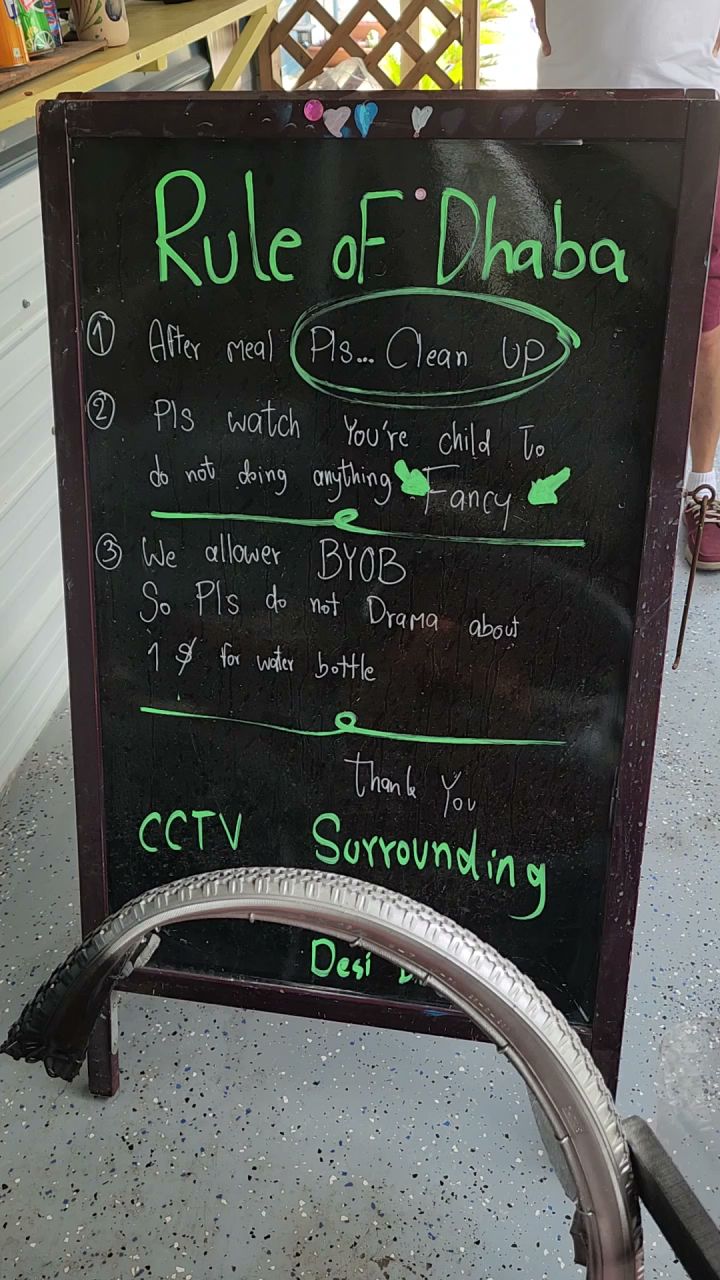 Rule of Dhaba
① After meal Pls... Clean up
② Pls watch You're child To
do not doing anything Fancy
③ We allower BYOB
So Pls do not Drama about
1 $ for water bottle
Thank You
CCTV Surrounding
Desi